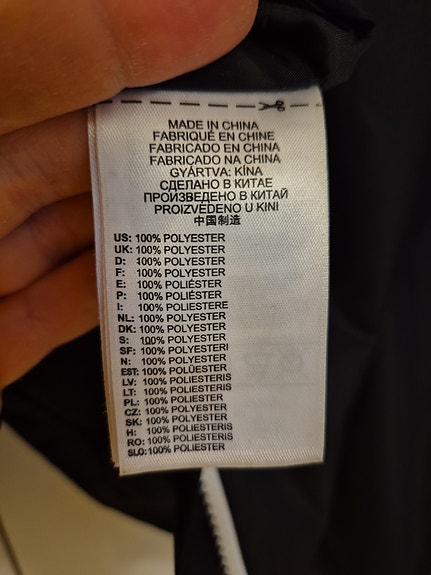 MADE IN CHINA
FABRIQUÉ EN CHINE
FABRICADO EN CHINA
FABRICADO NA CHINA
GYÁRTVA: KÍNA
СДЕЛАНО В КИТАЕ
ПРОИЗВЕДЕНО В КИТАЙ
PROIZVEDENO U KINI
中国制造
US: 100% POLYESTER
UK: 100% POLYESTER
D: 100% POLYESTER
F: 100% POLYESTER
E: 100% POLIÉSTER
P: 100% POLIÉSTER
I: 100% POLIESTERE
NL: 100% POLYESTER
DK: 100% POLYESTER
S: 100% POLYESTER
SF: 100% POLYESTERI
N: 100% POLYESTER
EST: 100% POLÜESTER
LV: 100% POLIESTERIS
LT: 100% POLIESTERIS
PL: 100% POLIESTER
CZ: 100% POLYESTER
SK: 100% POLYESTER
H: 100% POLIÉSTER
RO: 100% POLIESTERIS
SLO: 100% POLIESTER